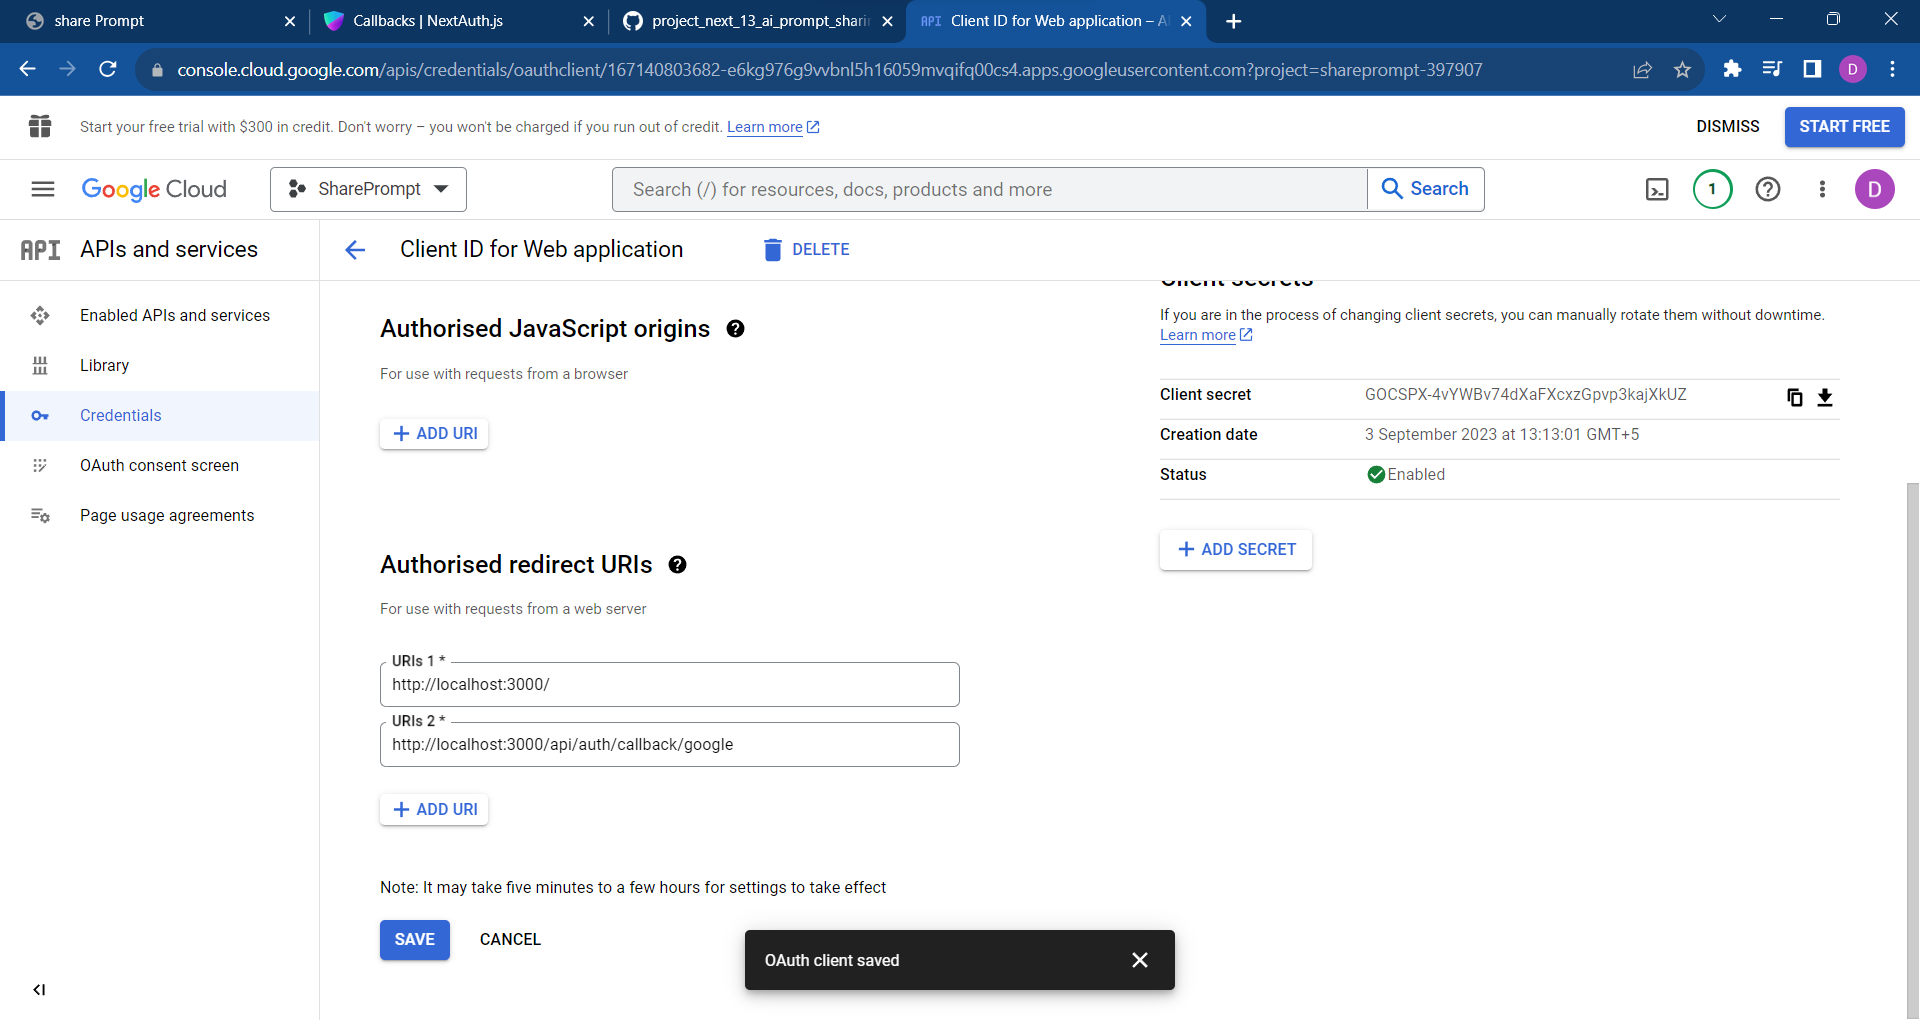 share Prompt
Callbacks | NextAuth.js
project_next_13_ai_prompt_sharin
API Client ID for Web application – A
console.cloud.google.com/apis/credentials/oauthclient/167140803682-e6kg976g9vvbnl5h16059mvqifq00cs4.apps.googleusercontent.com?project=shareprompt-397907
D
Start your free trial with $300 in credit. Don't worry – you won't be charged if you run out of credit. Learn more
DISMISS
START FREE
Google Cloud
SharePrompt
Search (/) for resources, docs, products and more
Search
1
D
API APIs and services
Client ID for Web application
DELETE
Enabled APIs and services
Library
Credentials
OAuth consent screen
Page usage agreements
Authorised JavaScript origins
For use with requests from a browser
ADD URI
Authorised redirect URIs
For use with requests from a web server
URIs 1 *
http://localhost:3000/
URIs 2 *
http://localhost:3000/api/auth/callback/google
ADD URI
Note: It may take five minutes to a few hours for settings to take effect
SAVE
CANCEL
Client secrets
If you are in the process of changing client secrets, you can manually rotate them without downtime.
Learn more
Client secret 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
Creation date 3 September 2023 at 13:13:01 GMT+5
Status Enabled
ADD SECRET
OAuth client saved